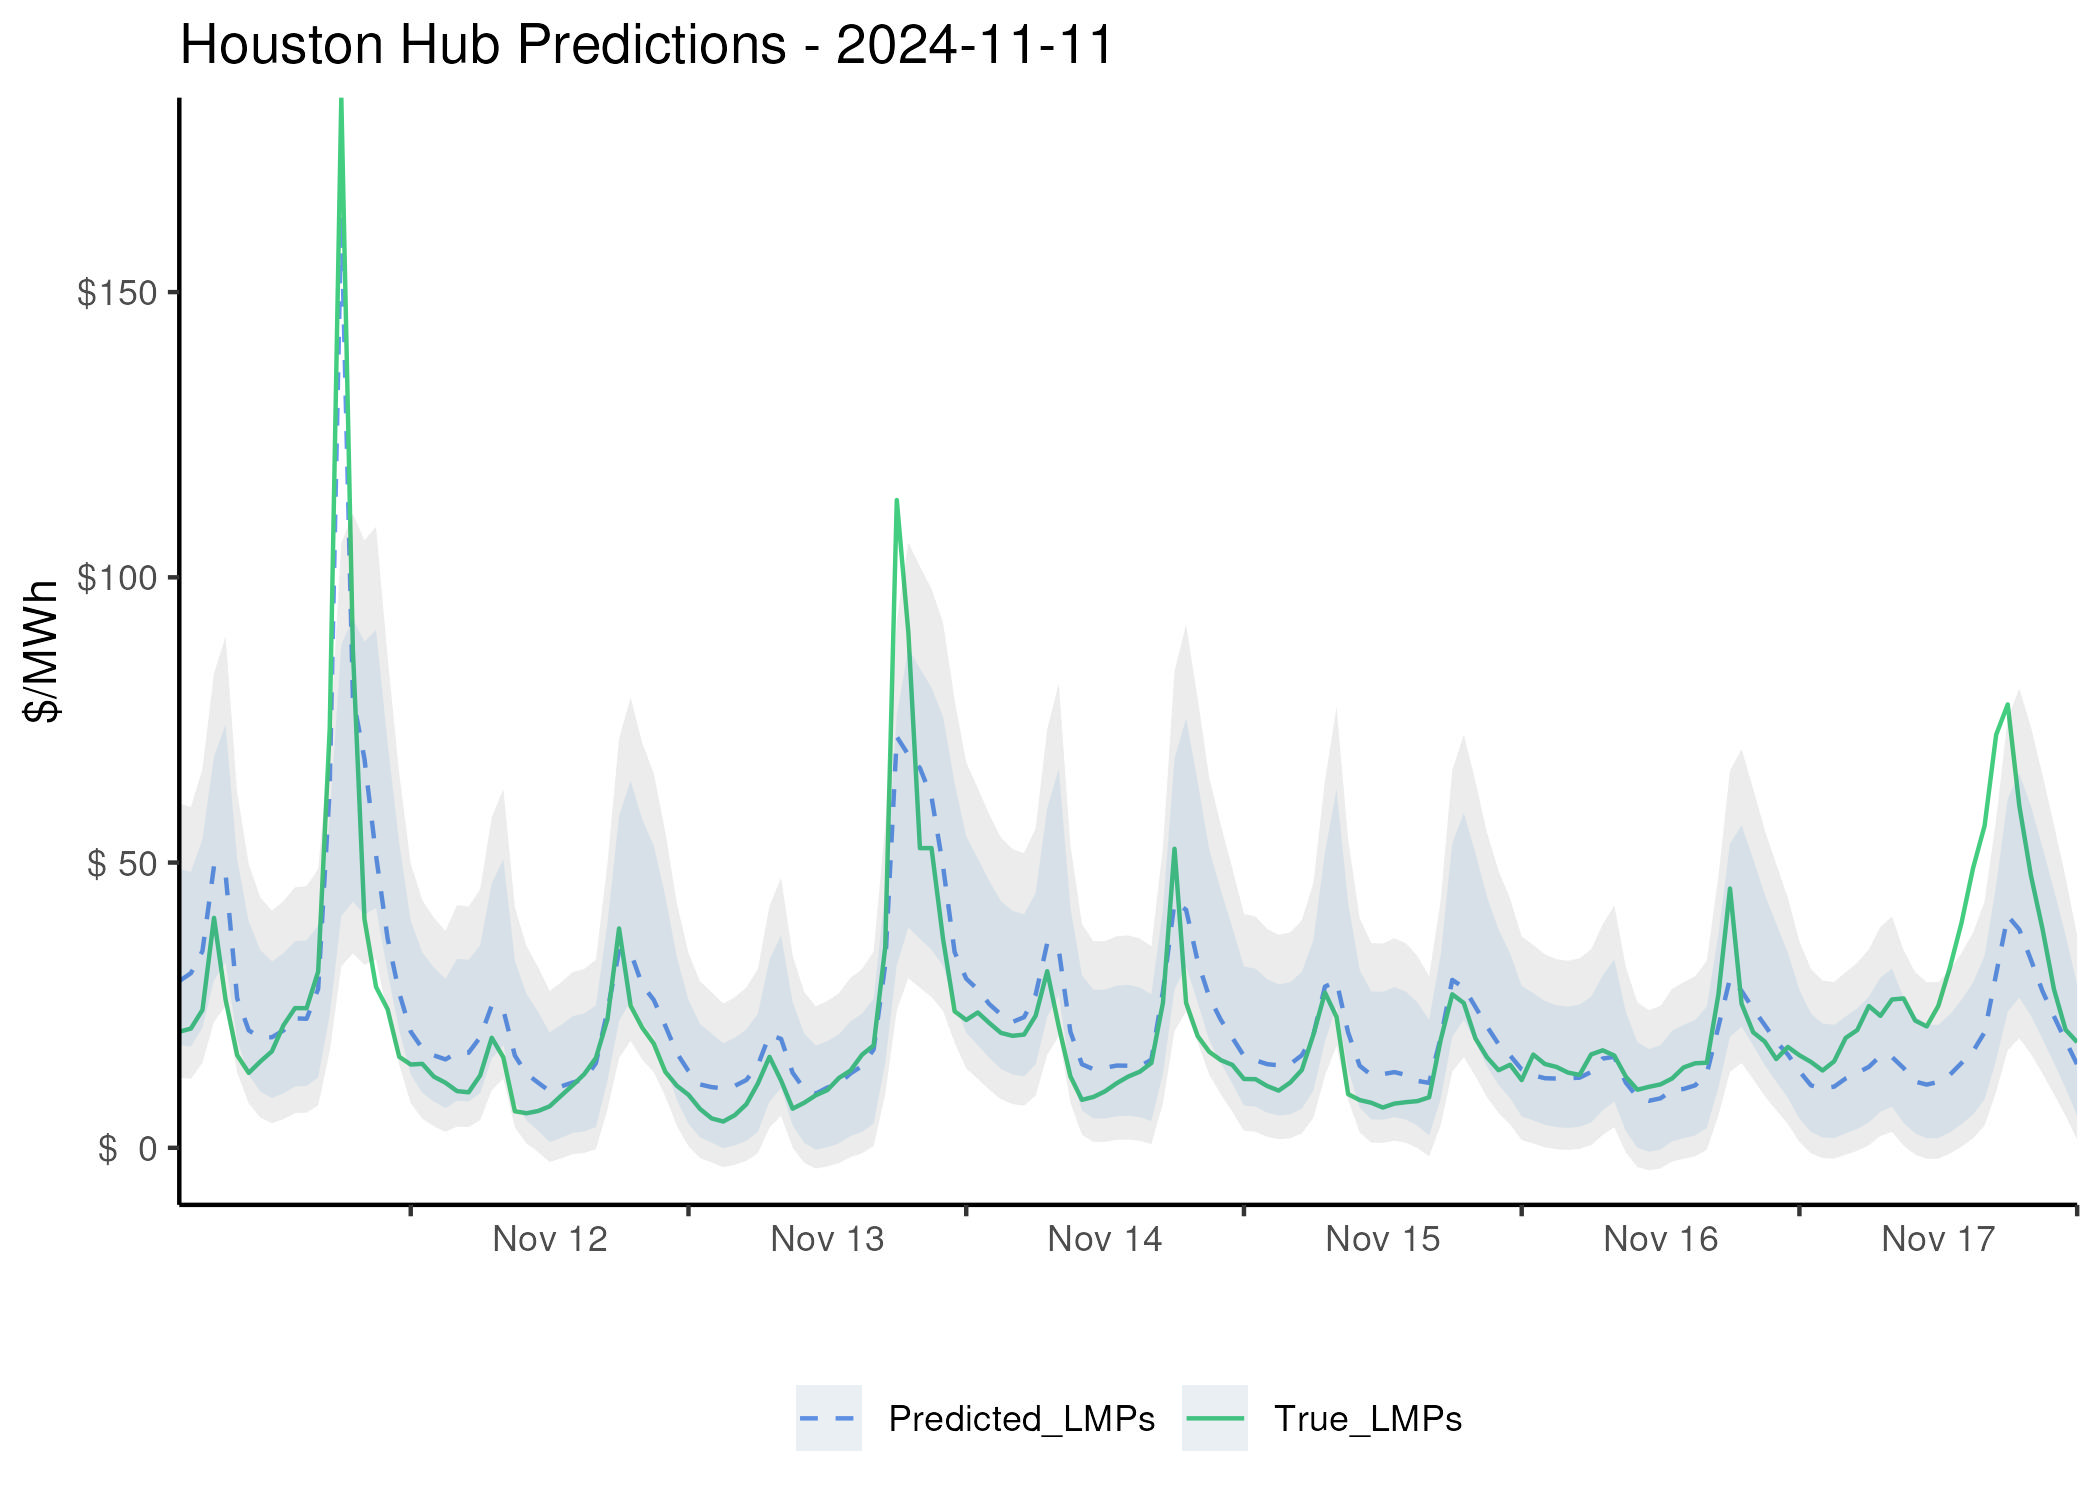 Houston Hub Predictions - 2024-11-11
$/MWh
$150
$100
$ 50
$  0
Nov 12
Nov 13
Nov 14
Nov 15
Nov 16
Nov 17
Predicted_LMPs
True_LMPs